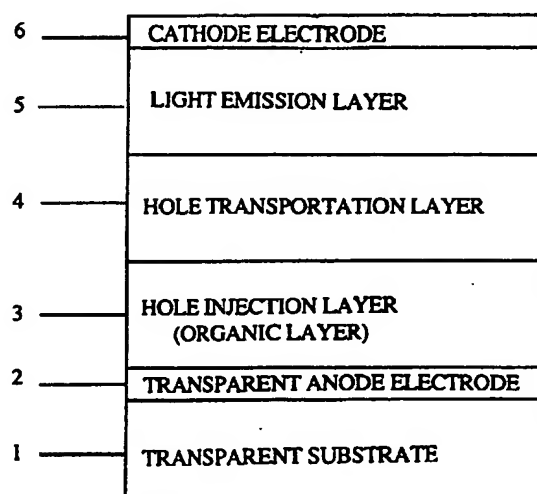 6 CATHODE ELECTRODE
5 LIGHT EMISSION LAYER
4 HOLE TRANSPORTATION LAYER
3 HOLE INJECTION LAYER
(ORGANIC LAYER)
2 TRANSPARENT ANODE ELECTRODE
1 TRANSPARENT SUBSTRATE